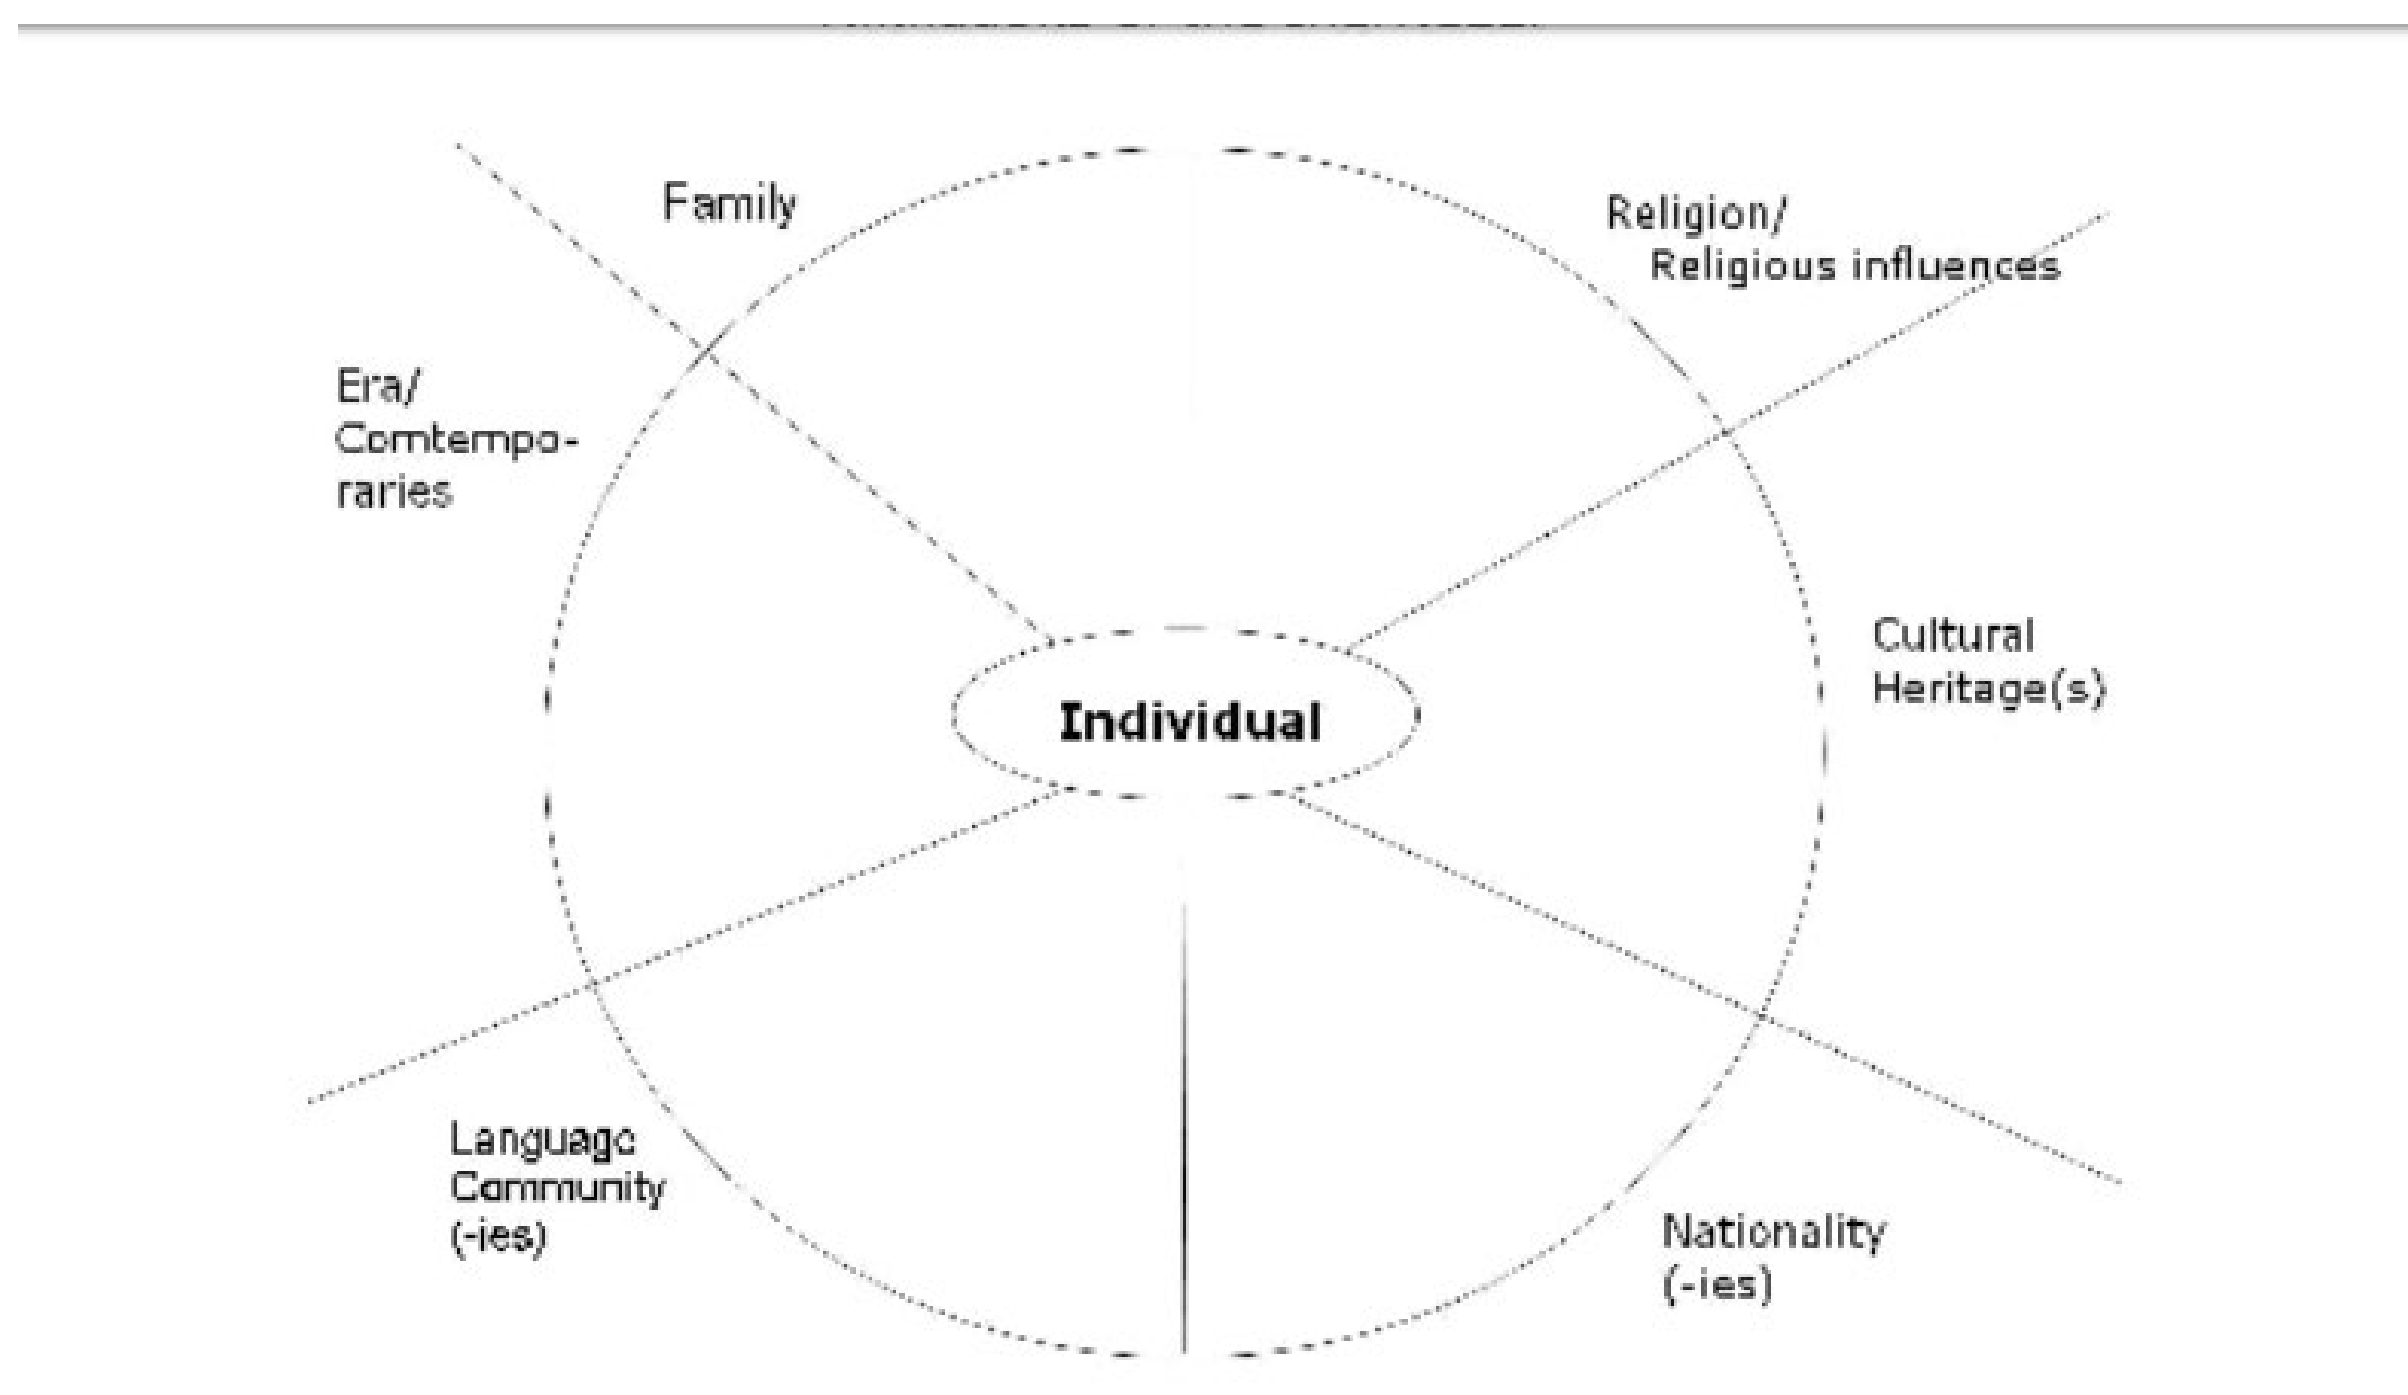 Family
Religion/
Religious influences
Era/
Comtempo-
raries
Cultural
Heritage(s)
Individual
Language
Community
(-ies)
Nationality
(-ies)